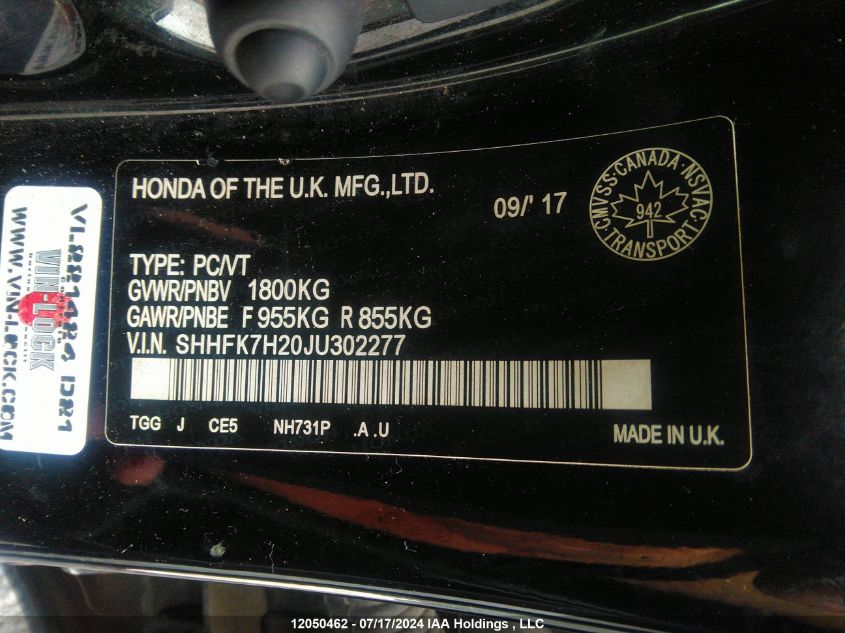 HONDA OF THE U.K. MFG.,LTD.
09/' 17
CMVSS: CANADA NSVAC:
942
TRANSPORT
TYPE: PC/VT
GVWR/PNBV 1800KG
GAWR/PNBE F 955KG R 855KG
V.I.N. SHHFK7H20JU302277
TGG J CE5 NH731P .A .U
MADE IN U.K.
VIN-LOCK
WWW.VIN-LOCK.COM
12050462 - 07/17/2024 IAA Holdings , LLC